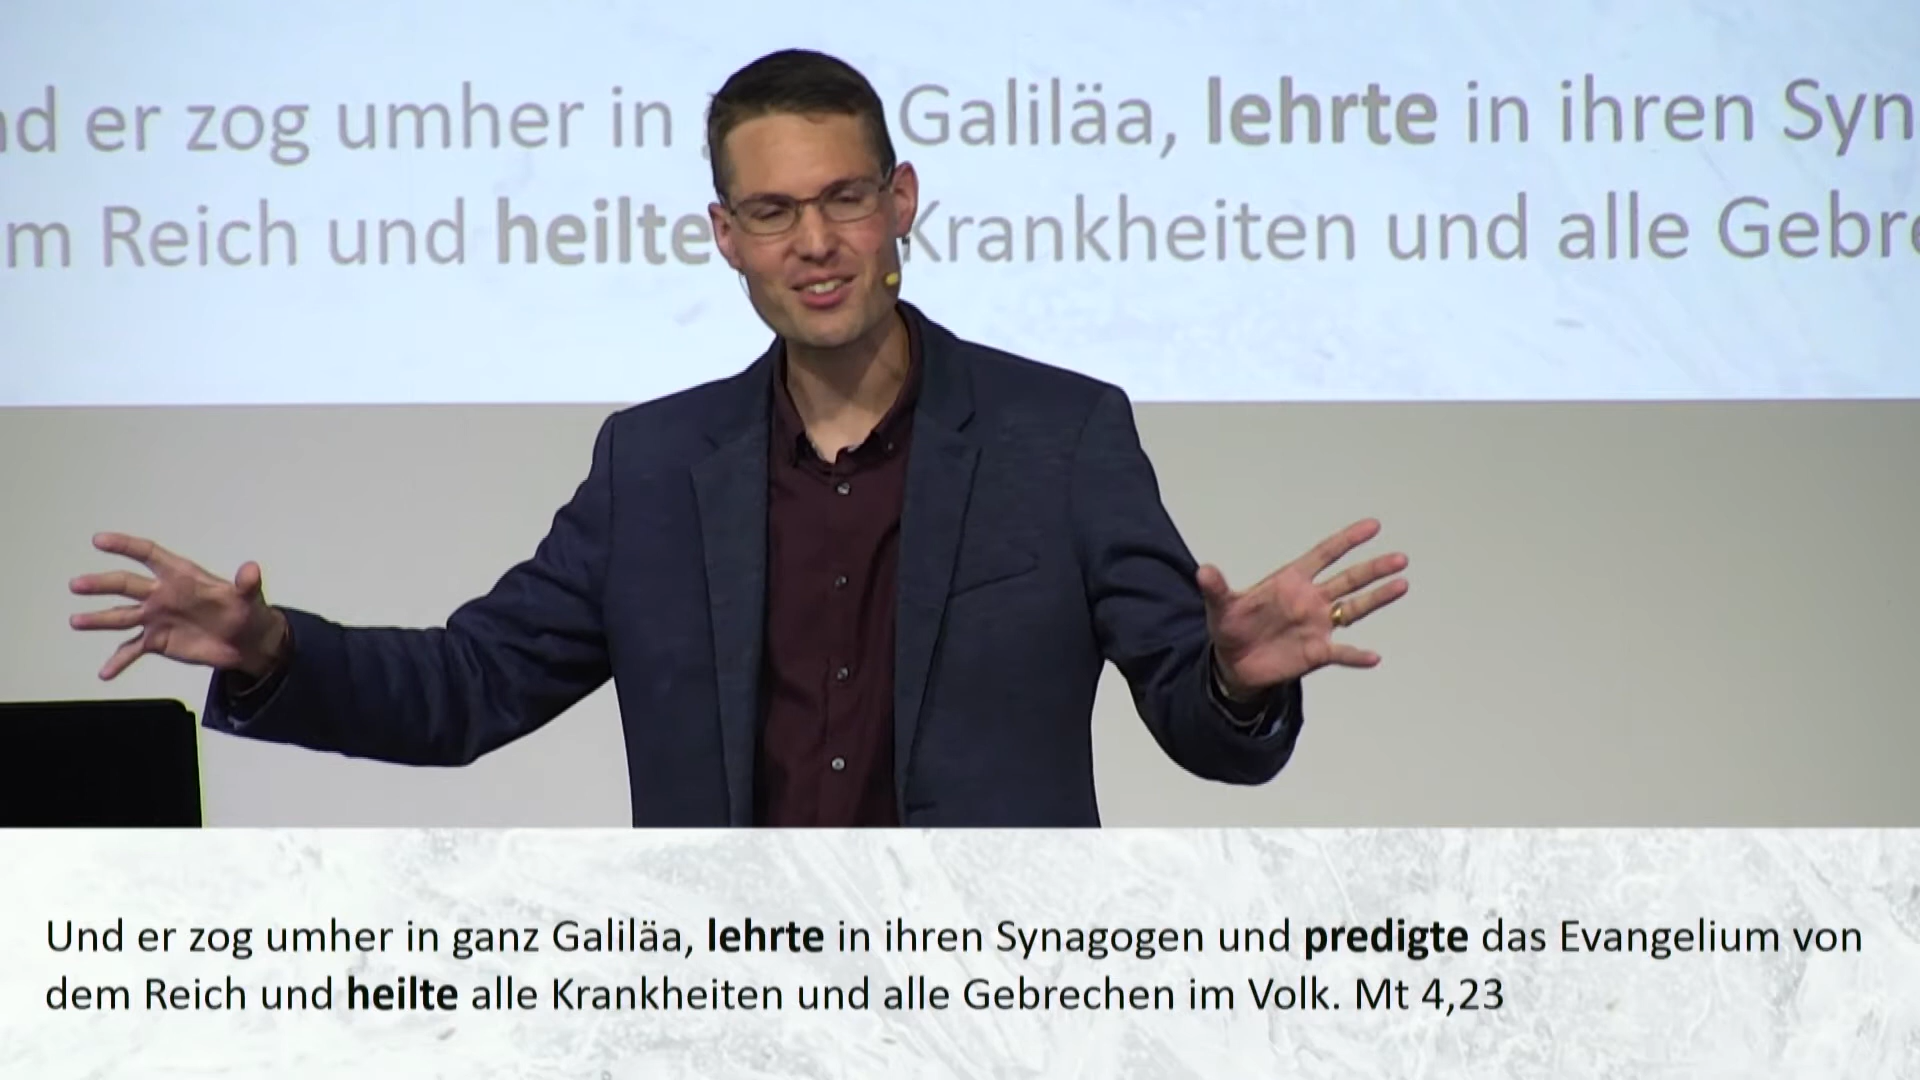 nd er zog umher in Galiläa, lehrte in ihren Syn
m Reich und heilte Krankheiten und alle Gebre
Und er zog umher in ganz Galiläa, lehrte in ihren Synagogen und predigte das Evangelium von
dem Reich und heilte alle Krankheiten und alle Gebrechen im Volk. Mt 4,23